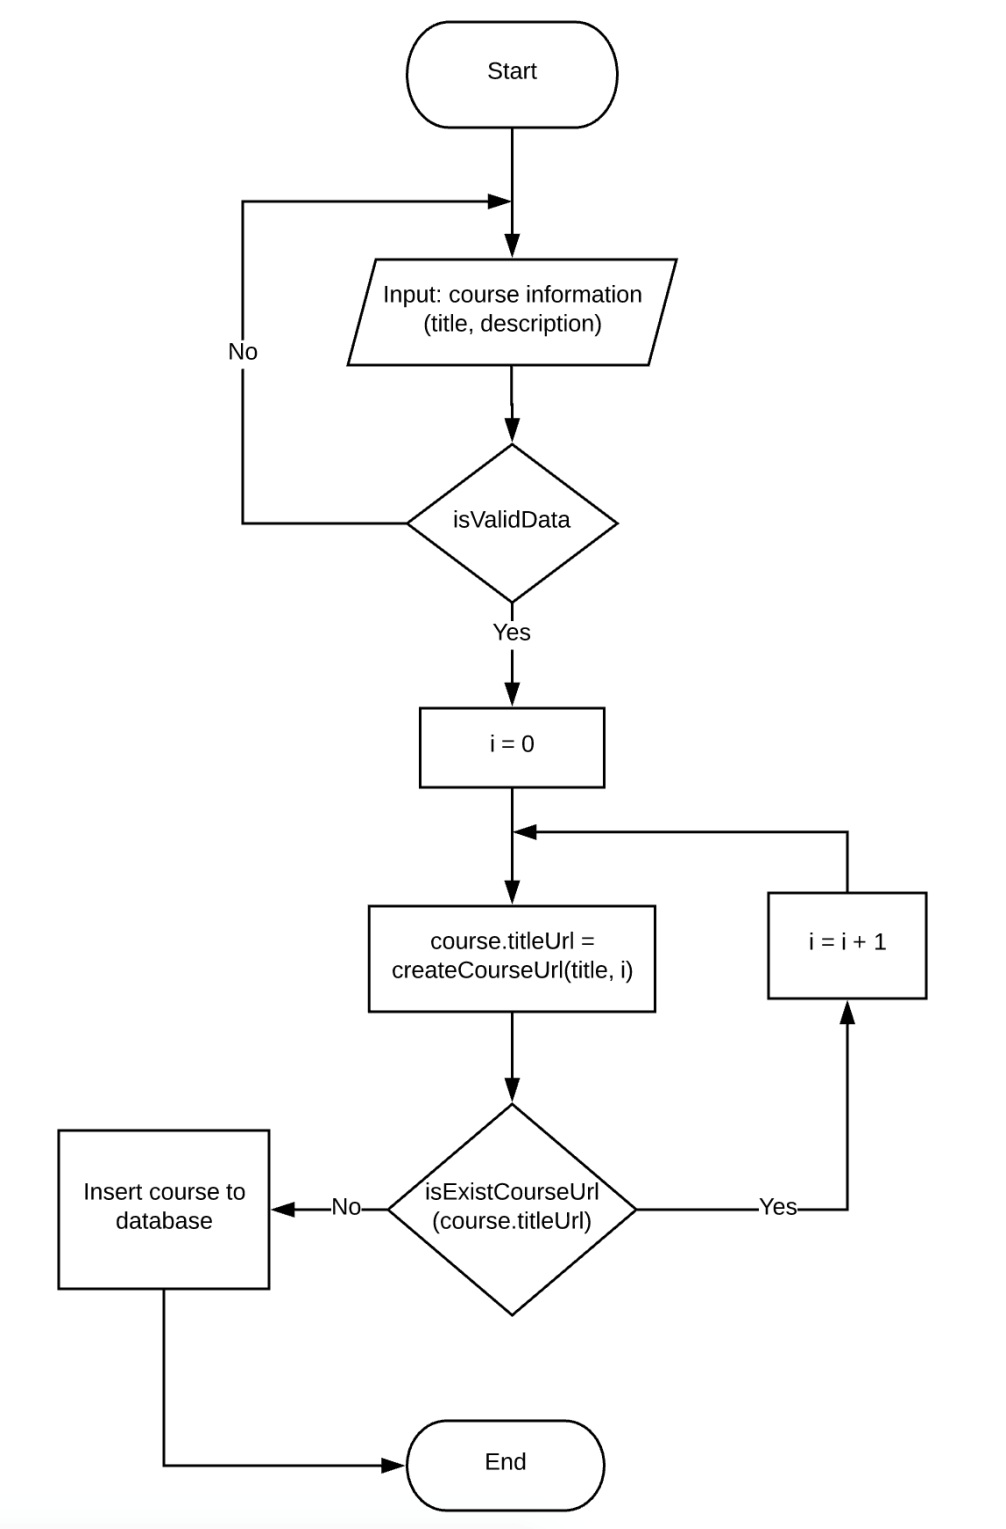 Start
Input: course information
(title, description)
No
isValidData
Yes
i = 0
course.titleUrl =
createCourseUrl(title, i)
i = i + 1
isExistCourseUrl
(course.titleUrl)
No
Yes
Insert course to
database
End